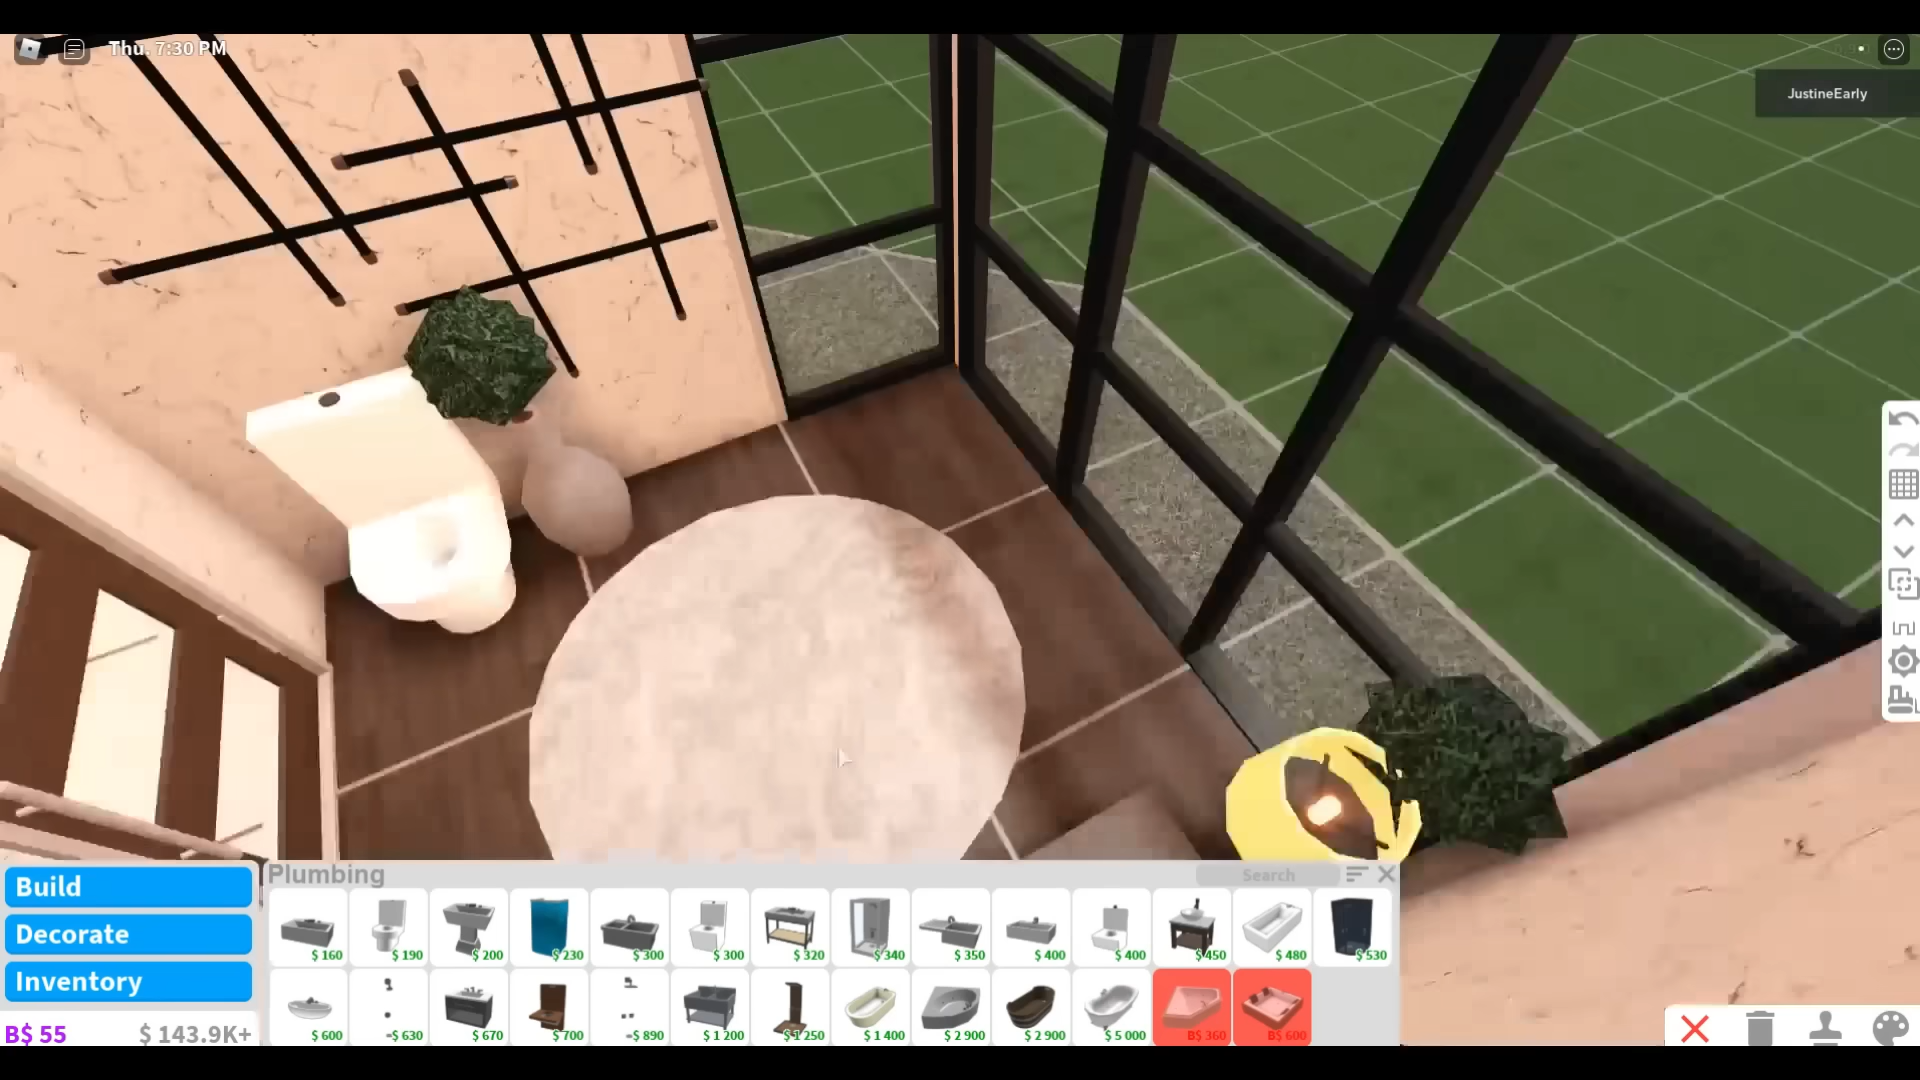 Thu. 7:30 PM
JustineEarly
Plumbing
Search
Build
Decorate
Inventory
B$ 55
$ 143.9K+
$ 160
$ 190
$ 200
$ 230
$ 300
$ 300
$ 320
$ 340
$ 350
$ 400
$ 400
$ 450
$ 480
$ 530
$ 600
$ 630
$ 670
$ 700
$ 890
$ 1 200
$ 1 250
$ 1 400
$ 2 900
$ 2 900
$ 5 000
B$ 360
B$ 600